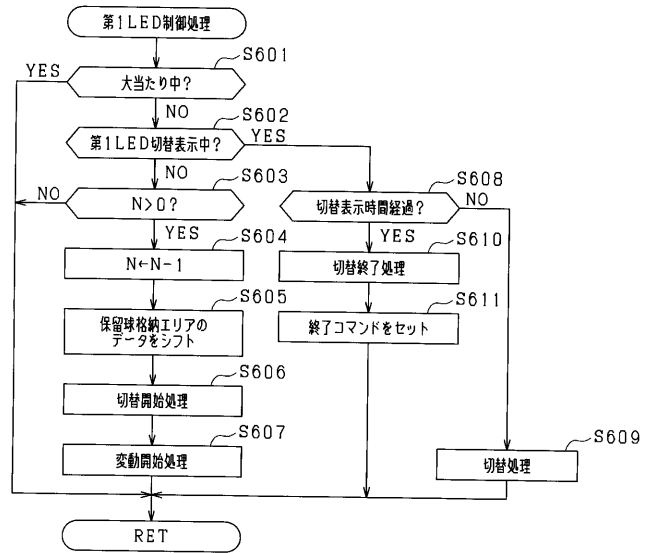 第1LED制御処理
S601
YES
大当たり中?
NO
S602
第1LED切替表示中?
YES
NO
S603
NO
N>0?
S608
切替表示時間経過?
NO
YES
S604
N←N-1
YES
S610
切替終了処理
S605
保留球格納エリアの
データをシフト
S611
終了コマンドをセット
S606
切替開始処理
S607
変動開始処理
S609
切替処理
RET